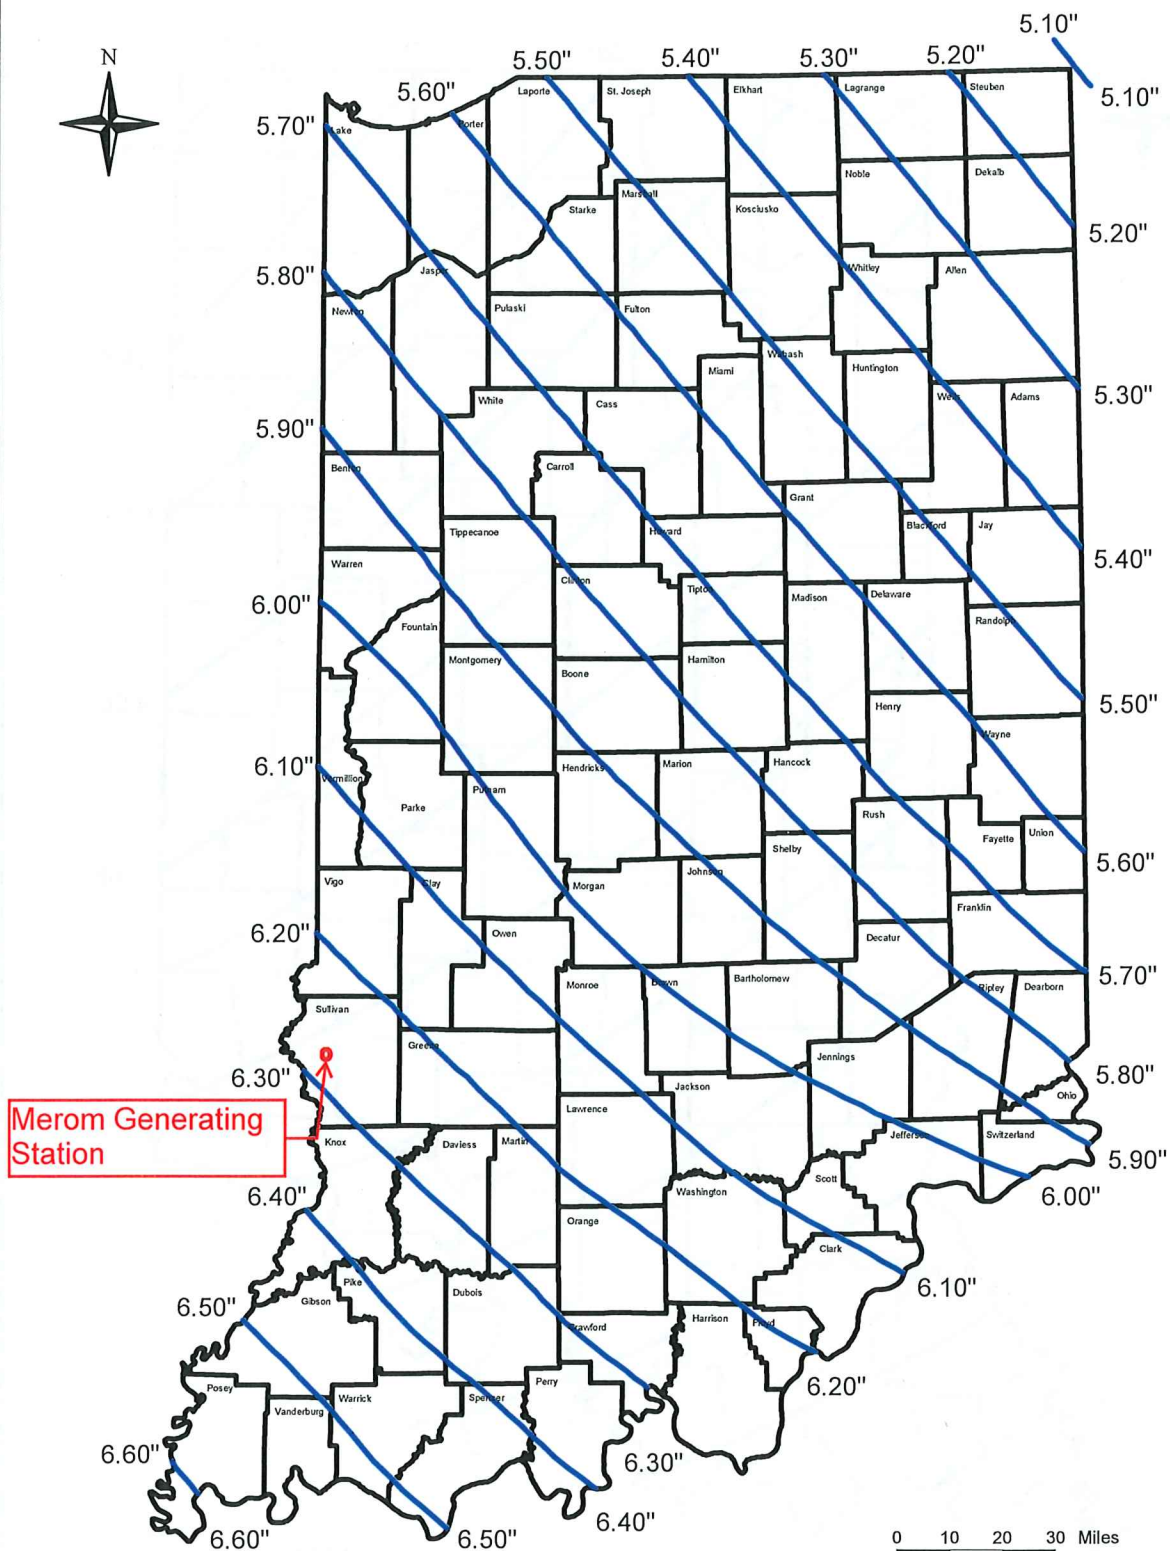 5.10"
N
5.50"
5.40"
5.30"
5.20"
5.60"
Laporte
St. Joseph
Elkhart
Lagrange
Steuben
5.10"
5.70"
Lake
Porter
Noble
Dekalb
Starke
Marshall
Kosciusko
5.20"
5.80"
Jasper
Whitley
Allen
Newton
Pulaski
Fulton
Wabash
Miami
Huntington
5.30"
White
Cass
Wells
Adams
5.90"
Benton
Carroll
Grant
Tippecanoe
Howard
Blackford
Jay
5.40"
Warren
Clinton
Tipton
Madison
Delaware
6.00"
Fountain
Randolph
Montgomery
Boone
Hamilton
5.50"
Henry
Wayne
6.10"
Vermillion
Hendricks
Marion
Hancock
Putnam
Parke
Rush
Fayette
Union
Shelby
5.60"
Vigo
Clay
Morgan
Johnson
Franklin
6.20"
Owen
Decatur
5.70"
Monroe
Brown
Bartholomew
Ripley
Dearborn
Sullivan
Greene
Jennings
6.30"
Jackson
5.80"
Ohio
Merom Generating
Station
Lawrence
Knox
Daviess
Martin
Jefferson
Switzerland
5.90"
6.40"
Washington
Scott
6.00"
Orange
Clark
6.10"
6.50"
Gibson
Pike
Dubois
Crawford
Harrison
Floyd
6.20"
Posey
Vanderburg
Warrick
Spencer
Perry
6.60"
6.30"
6.40"
6.60"
6.50"
0 10 20 30 Miles